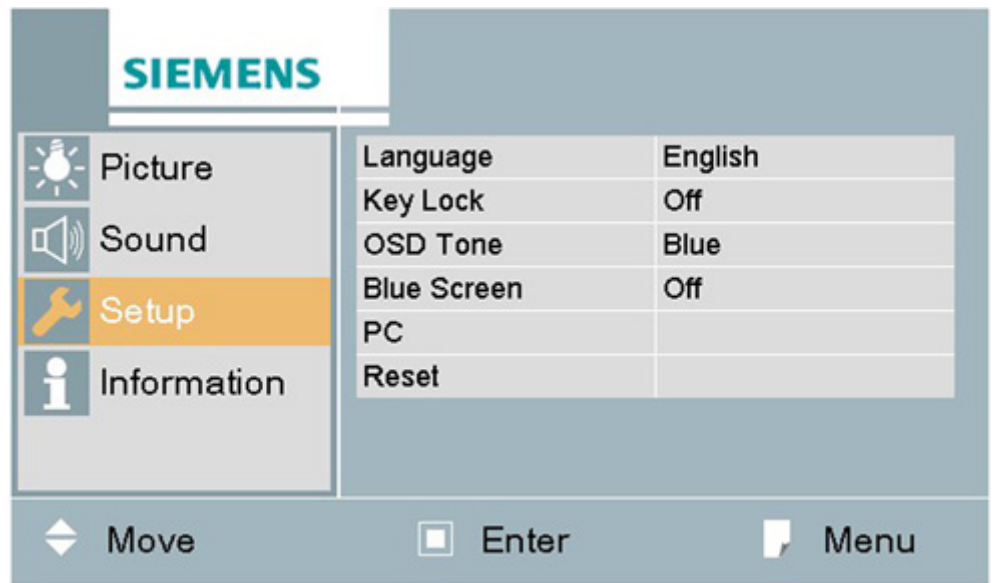 SIEMENS
Picture
Sound
Setup
Information
Language English
Key Lock Off
OSD Tone Blue
Blue Screen Off
PC
Reset
Move Enter Menu